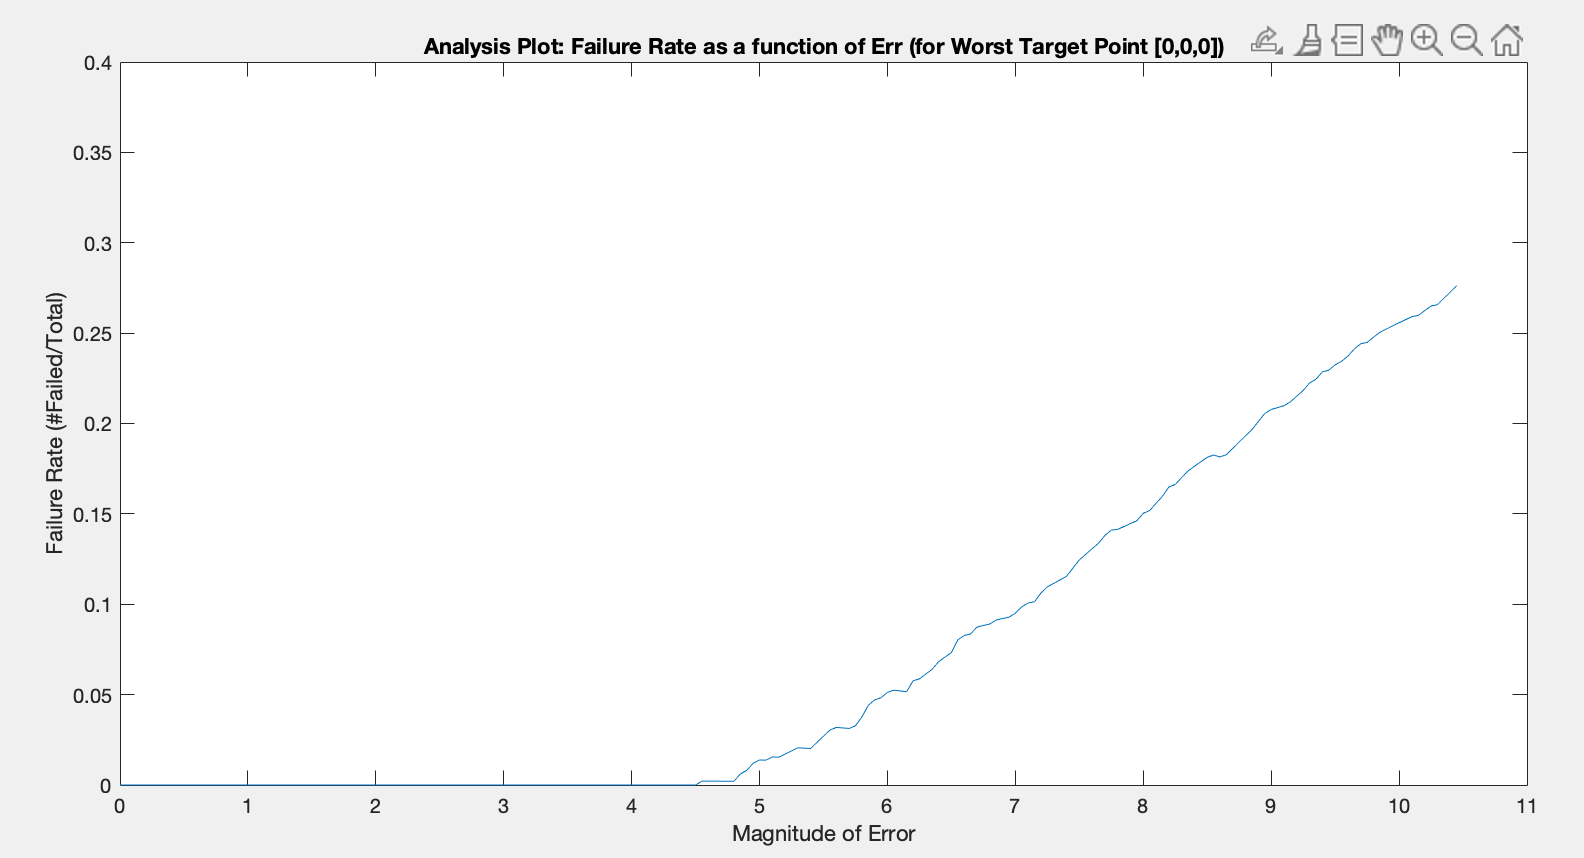 Analysis Plot: Failure Rate as a function of Err (for Worst Target Point [0,0,0])
0.4
0.35
0.3
0.25
0.2
0.15
0.1
0.05
0
Failure Rate (#Failed/Total)
0 1 2 3 4 5 6 7 8 9 10 11
Magnitude of Error